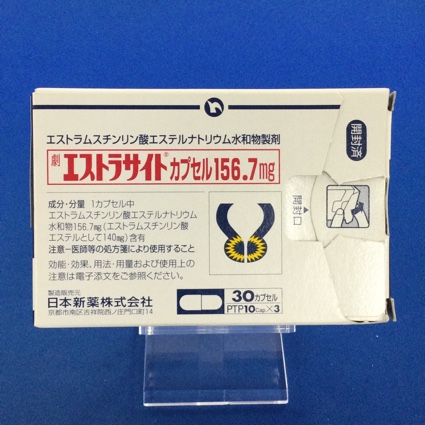 エストラムスチンリン酸エステルナトリウム水和物製剤
劇 エストラサイト®カプセル156.7mg
開封済
開封口
成分・分量 1カプセル中
エストラムスチンリン酸エステルナトリウム
水和物156.7mg(エストラムスチンリン酸
エステルとして140mg)含有
注意-医師等の処方箋により使用すること
効能・効果,用法・用量および使用上の
注意は電子添文をご参照ください。
製造販売元
日本新薬株式会社
京都市南区吉祥院西ノ庄門口町14
30カプセル
PTP10Cap.×3